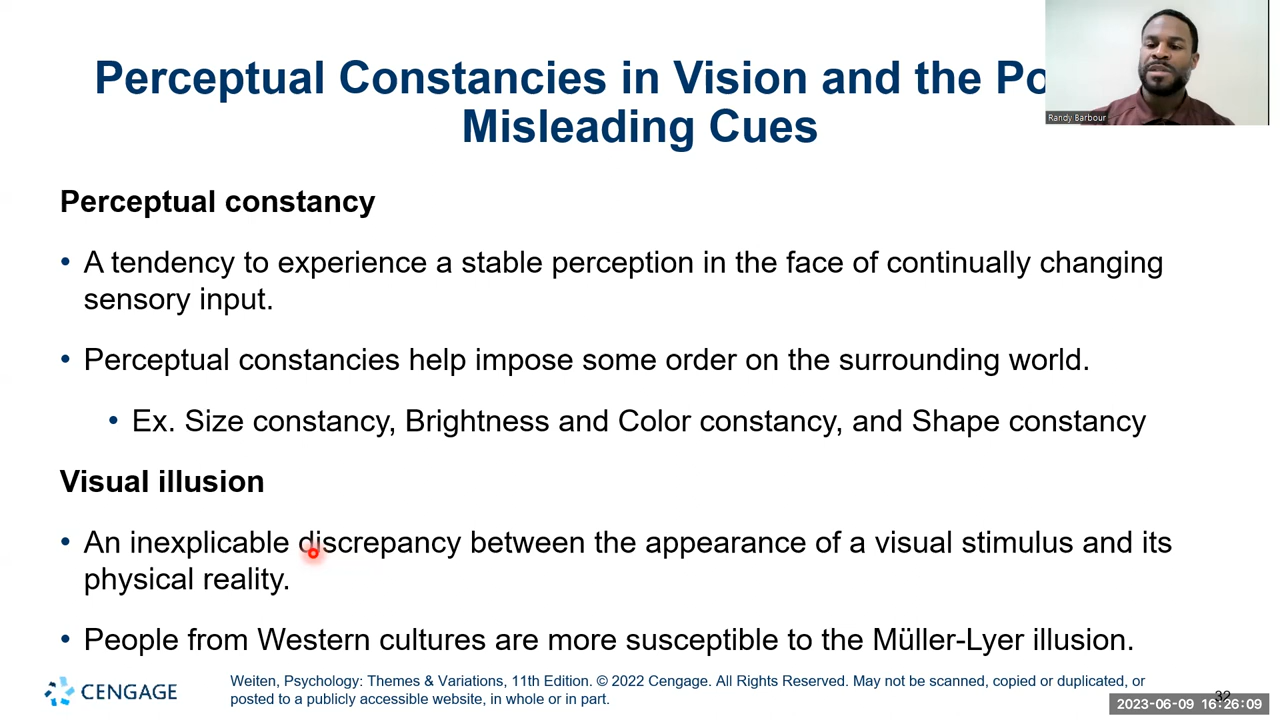 Perceptual Constancies in Vision and the Po
Misleading Cues
Randy Barbour
Perceptual constancy
• A tendency to experience a stable perception in the face of continually changing
sensory input.
• Perceptual constancies help impose some order on the surrounding world.
• Ex. Size constancy, Brightness and Color constancy, and Shape constancy
Visual illusion
• An inexplicable discrepancy between the appearance of a visual stimulus and its
physical reality.
• People from Western cultures are more susceptible to the Müller-Lyer illusion.
CENGAGE
Weiten, Psychology: Themes & Variations, 11th Edition. © 2022 Cengage. All Rights Reserved. May not be scanned, copied or duplicated, or
posted to a publicly accessible website, in whole or in part.
32
2023-06-09 16:26:09